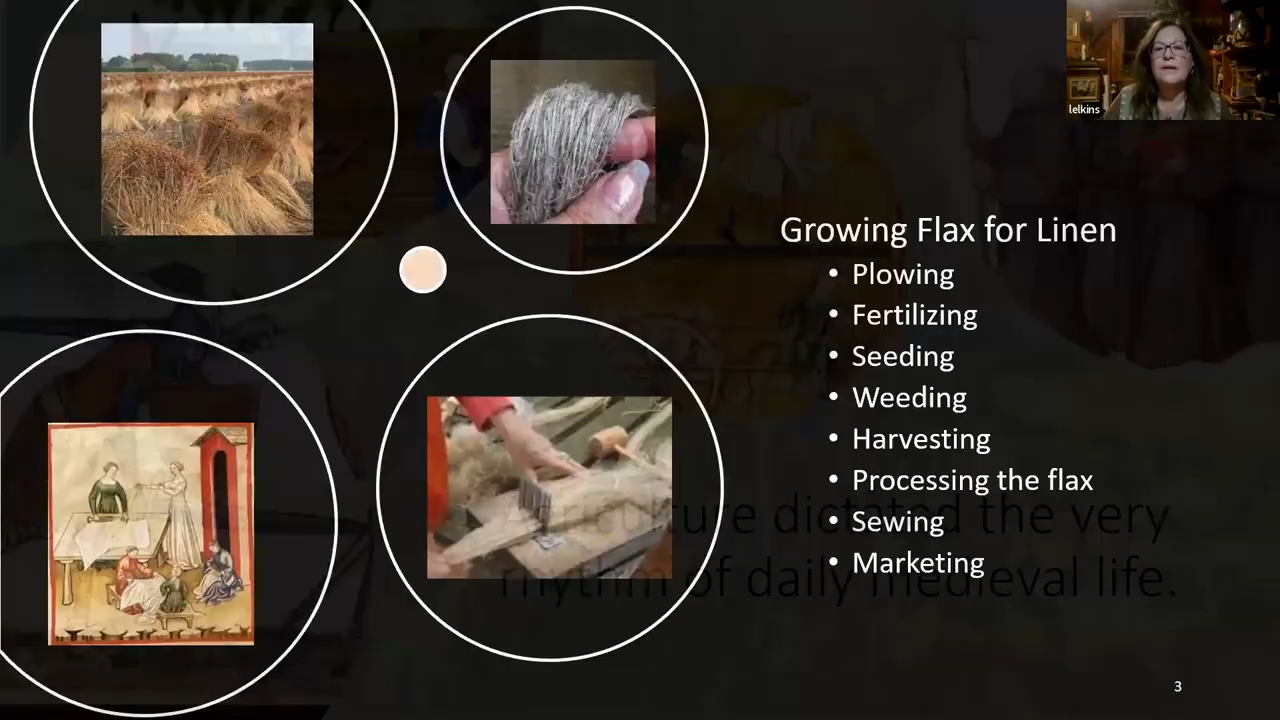 lelkins
Growing Flax for Linen
• Plowing
• Fertilizing
• Seeding
• Weeding
• Harvesting
• Processing the flax
• Sewing
• Marketing
Agriculture dictated the very
rhythm of daily medieval life.
3